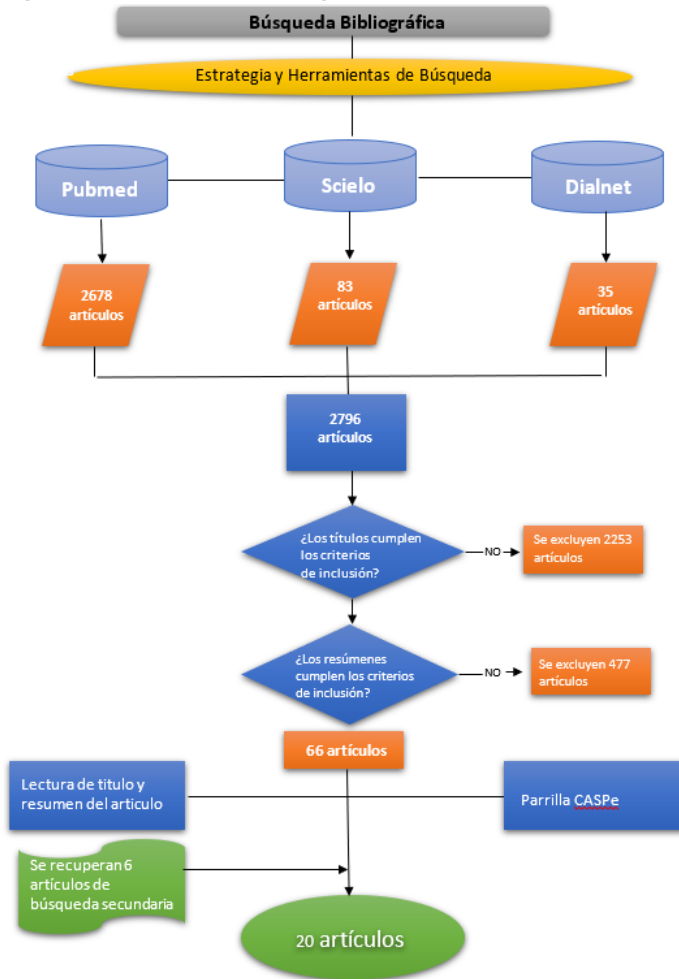 Búsqueda Bibliográfica
Estrategia y Herramientas de Búsqueda
Pubmed
Scielo
Dialnet
2678
artículos
83
artículos
35
artículos
2796
artículos
¿Los títulos cumplen
los criterios
de inclusión?
NO
Se excluyen 2253
artículos
¿Los resúmenes
cumplen los criterios
de inclusión?
NO
Se excluyen 477
artículos
66 artículos
Lectura de titulo y
resumen del articulo
Parrilla CASPe
Se recuperan 6
artículos de
búsqueda secundaria
20 artículos